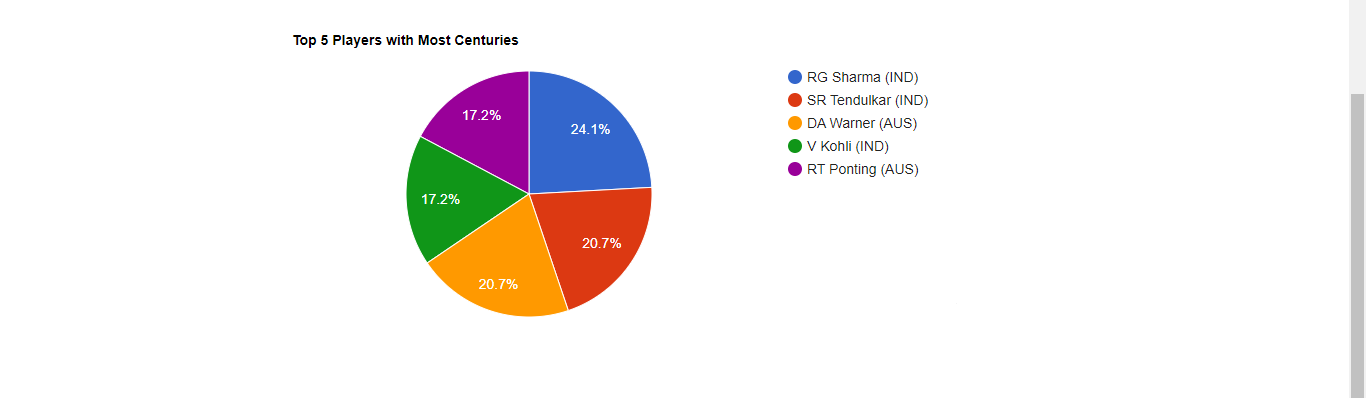 Top 5 Players with Most Centuries
24.1%
20.7%
20.7%
17.2%
17.2%
RG Sharma (IND)
SR Tendulkar (IND)
DA Warner (AUS)
V Kohli (IND)
RT Ponting (AUS)